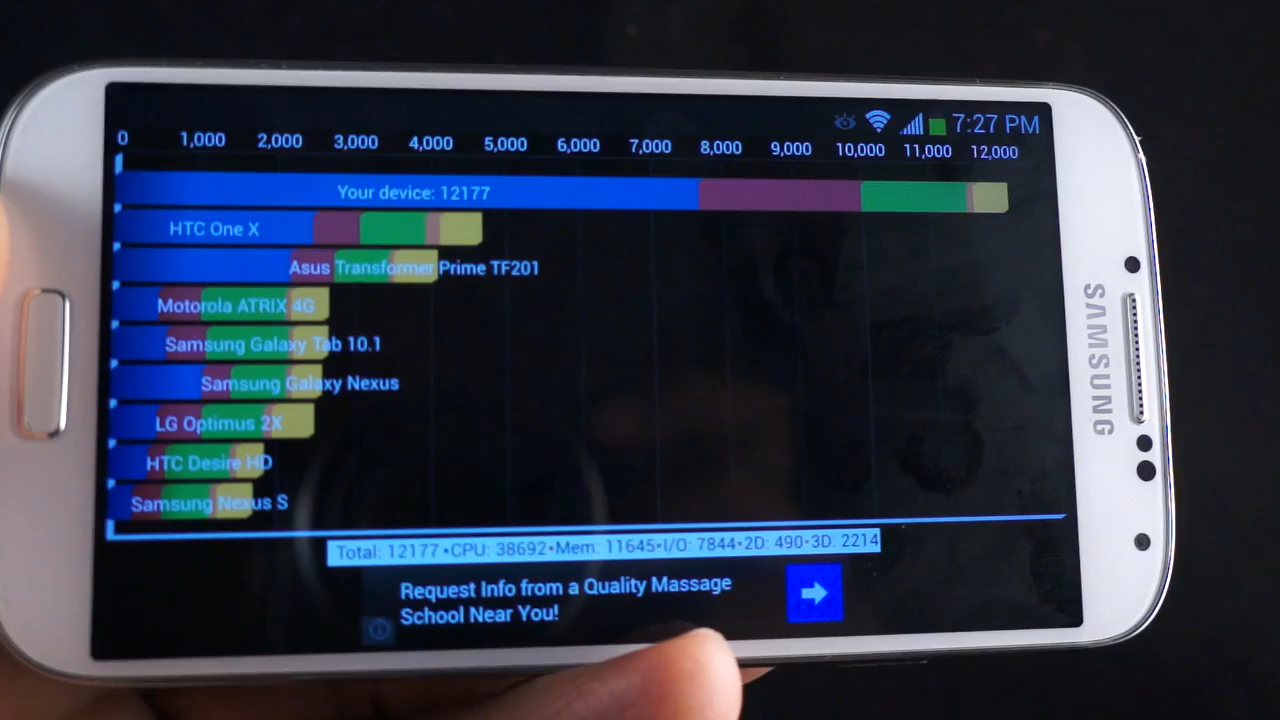 7:27 PM
0 1,000 2,000 3,000 4,000 5,000 6,000 7,000 8,000 9,000 10,000 11,000 12,000
Your device: 12177
HTC One X
Asus Transformer Prime TF201
Motorola ATRIX 4G
Samsung Galaxy Tab 10.1
Samsung Galaxy Nexus
LG Optimus 2X
HTC Desire HD
Samsung Nexus S
Total: 12177•CPU: 38692•Mem: 11645•I/O: 7844•2D: 490•3D: 2214
Request Info from a Quality Massage
School Near You!
SAMSUNG